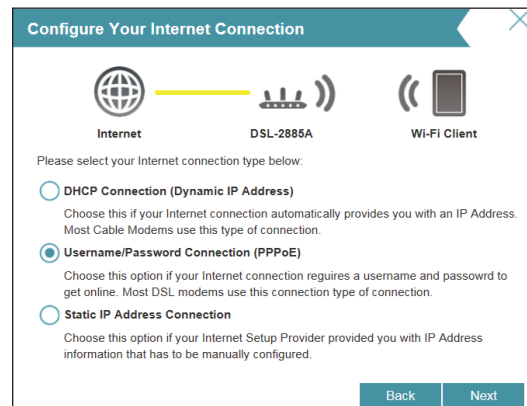 Configure Your Internet Connection
Internet
DSL-2885A
Wi-Fi Client
Please select your Internet connection type below:
DHCP Connection (Dynamic IP Address)
Choose this if your Internet connection automatically provides you with an IP Address.
Most Cable Modems use this type of connection.
Username/Password Connection (PPPoE)
Choose this option if your Internet connection reguires a username and passowrd to
get online. Most DSL modems use this connection type of connection.
Static IP Address Connection
Choose this option if your Internet Setup Provider provided you with IP Address
information that has to be manually configured.
Back
Next